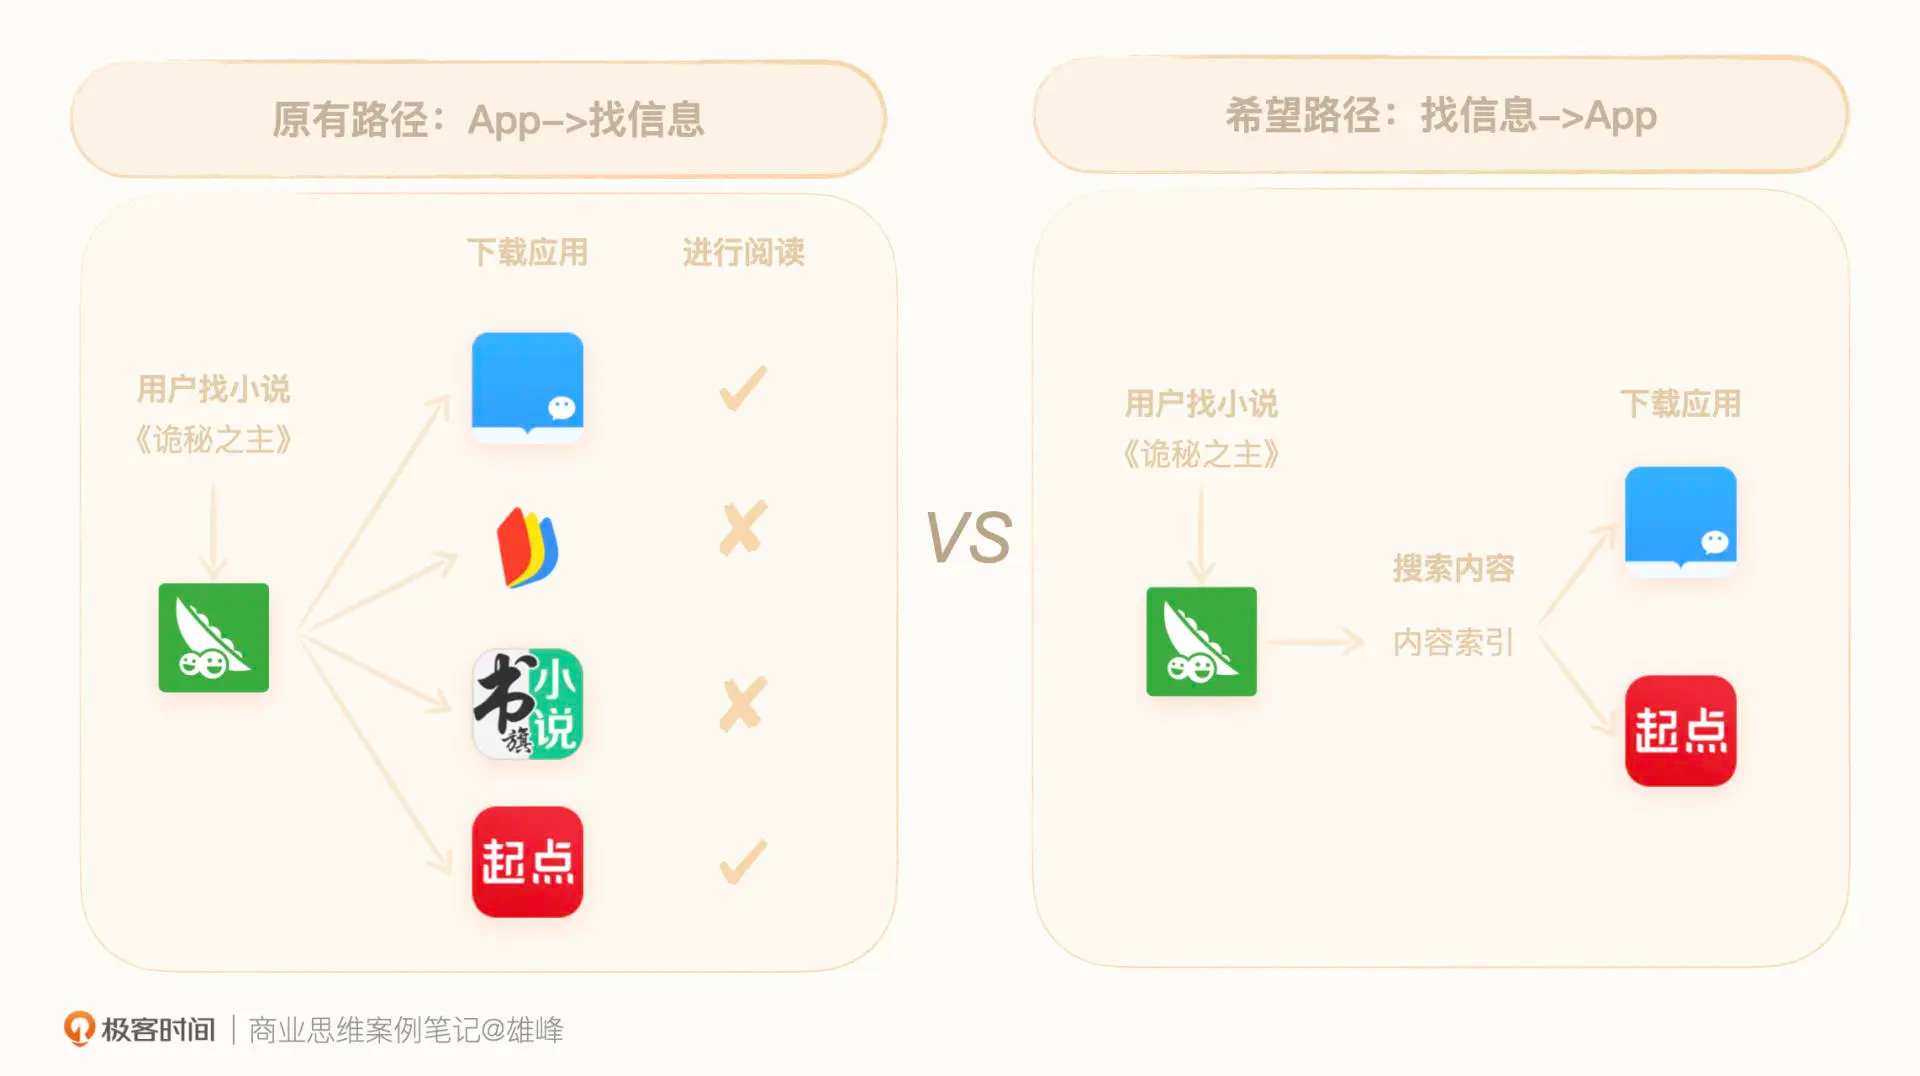 原有路径：App->找信息
下载应用
进行阅读
用户找小说
《诡秘之主》
书旗
小说
起点
VS
希望路径：找信息->App
用户找小说
《诡秘之主》
搜索内容
内容索引
下载应用
起点
极客时间 | 商业思维案例笔记@雄峰